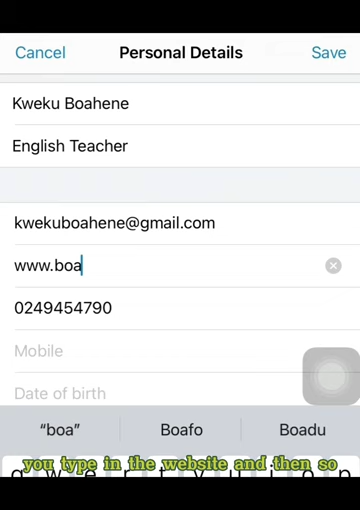 Cancel Personal Details Save
Kweku Boahene
English Teacher
kwekuboahene@gmail.com
www.boa
0249454790
Mobile
Date of birth
“boa” Boafo Boadu
you type in the website and then so
q w e r t y u i o p